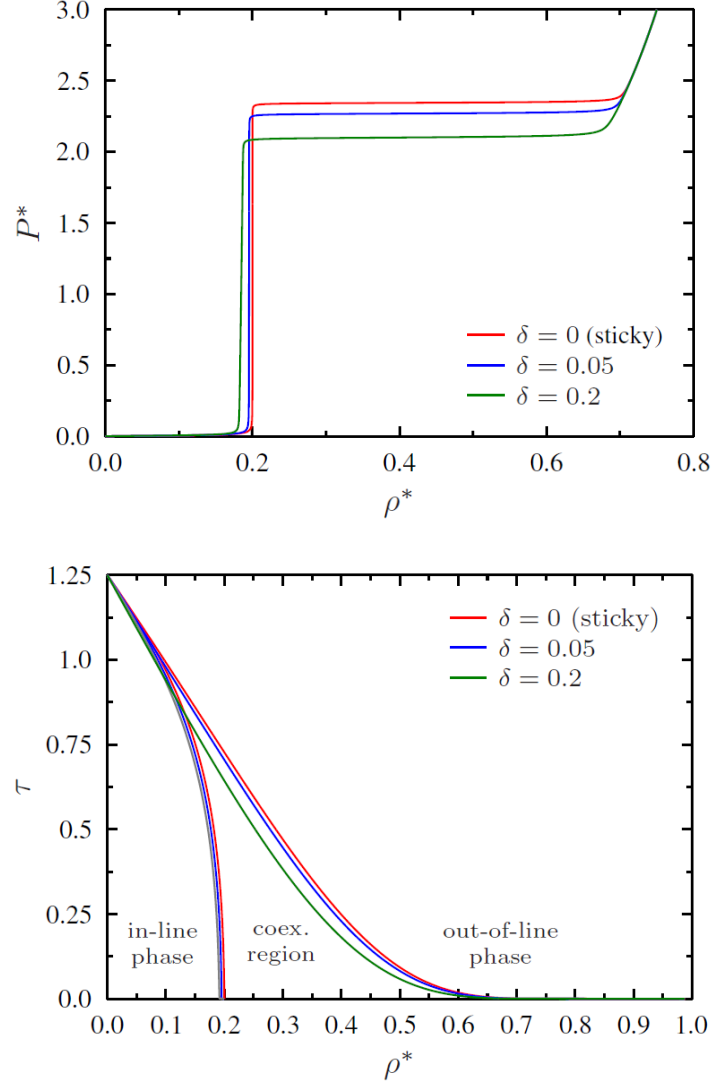 3.0
2.5
2.0
1.5
1.0
0.5
0.0
P*
δ = 0 (sticky)
δ = 0.05
δ = 0.2
0.0 0.2 0.4 0.6 0.8
ρ*
1.25
1.0
0.75
0.5
0.25
0.0
τ
δ = 0 (sticky)
δ = 0.05
δ = 0.2
in-line
phase
coex.
region
out-of-line
phase
0.0 0.1 0.2 0.3 0.4 0.5 0.6 0.7 0.8 0.9 1.0
ρ*